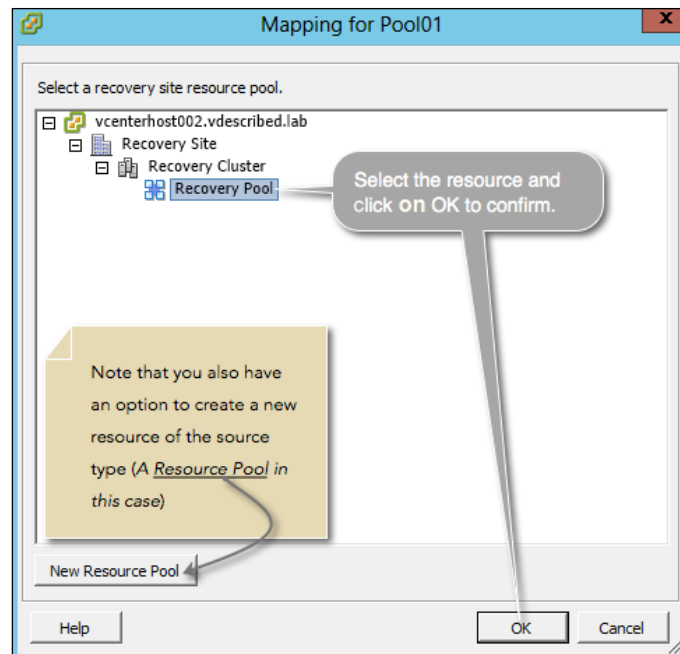 Mapping for Pool01
x
Select a recovery site resource pool.
vcenterhost002.vdescribed.lab
Recovery Site
Recovery Cluster
Recovery Pool
Select the resource and
click on OK to confirm.
Note that you also have
an option to create a new
resource of the source
type (A Resource Pool in
this case)
New Resource Pool
Help
OK
Cancel